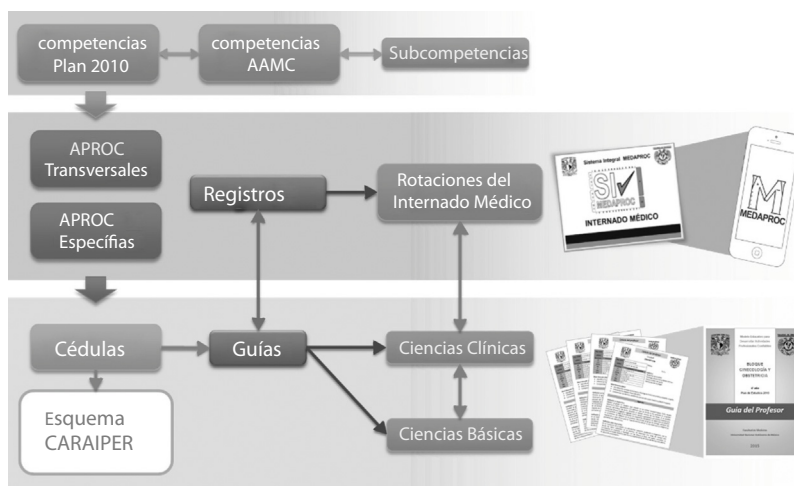 competencias
Plan 2010
competencias
AAMC
Subcompetencias
APROC
Transversales
APROC
Específias
Registros
Rotaciones del
Internado Médico
Sistema Integral MEDAPROC
SI
MEDAPROC
INTERNADO MÉDICO
M
MEDAPROC
Cédulas
Guías
Ciencias Clínicas
Esquema
CARAIPER
Ciencias Básicas
BLOQUE
GINECOLOGÍA Y
OBSTETRICIA
Guía del Profesor